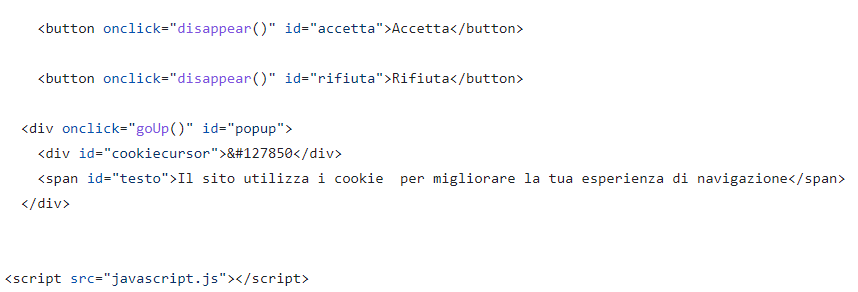 <button onclick="disappear()" id="accetta">Accetta</button>
<button onclick="disappear()" id="rifiuta">Rifiuta</button>
<div onclick="goUp()" id="popup">
<div id="cookiecursor">&#127850</div>
<span id="testo">Il sito utilizza i cookie  per migliorare la tua esperienza di navigazione</span>
</div>
<script src="javascript.js"></script>